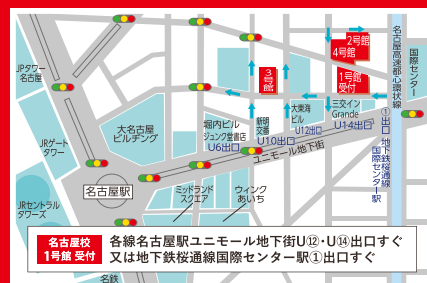 JPタワー
名古屋
JRゲート
タワー
JRセントラル
タワーズ
大名古屋
ビルヂング
名古屋駅
名鉄
堀内ビル
ジュンク堂書店
U6出口
3号館
新明
交番
U10出口
大東海
ビル
U12出口
三交イン
Grande
U14出口
2号館
4号館
1号館
受付
名古屋高速都心環状線
国際センター
①出口
地下鉄桜通線
国際センター駅
ユニモール地下街
ミッドランド
スクエア
ウィンク
あいち
名古屋校
1号館 受付
各線名古屋駅ユニモール地下街U⑫・U⑭出口すぐ
又は地下鉄桜通線国際センター駅①出口すぐ